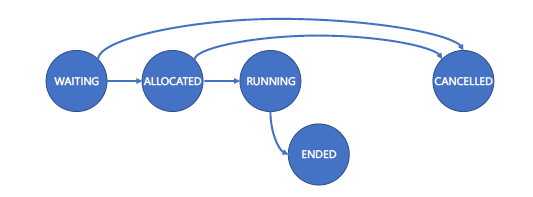 WAITING
ALLOCATED
RUNNING
CANCELLED
ENDED